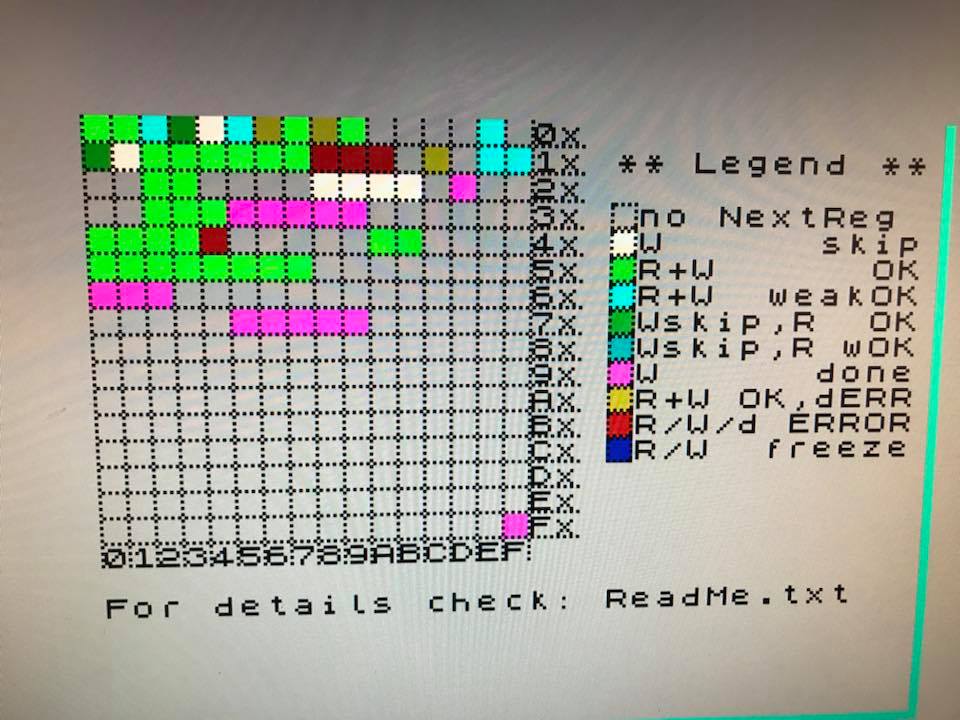 0x.
1x.
2x.
3x.
4x.
5x.
6x.
7x.
8x.
9x.
Ax.
Bx.
Cx.
Dx.
Ex.
Fx.
0123456789ABCDEF
** Legend **
no NextReg
W skip
R+W OK
R+W weakOK
Wskip,R OK
Wskip,R wOK
W done
R+W OK,dERR
R/W/d ERROR
R/W freeze
For details check: ReadMe.txt